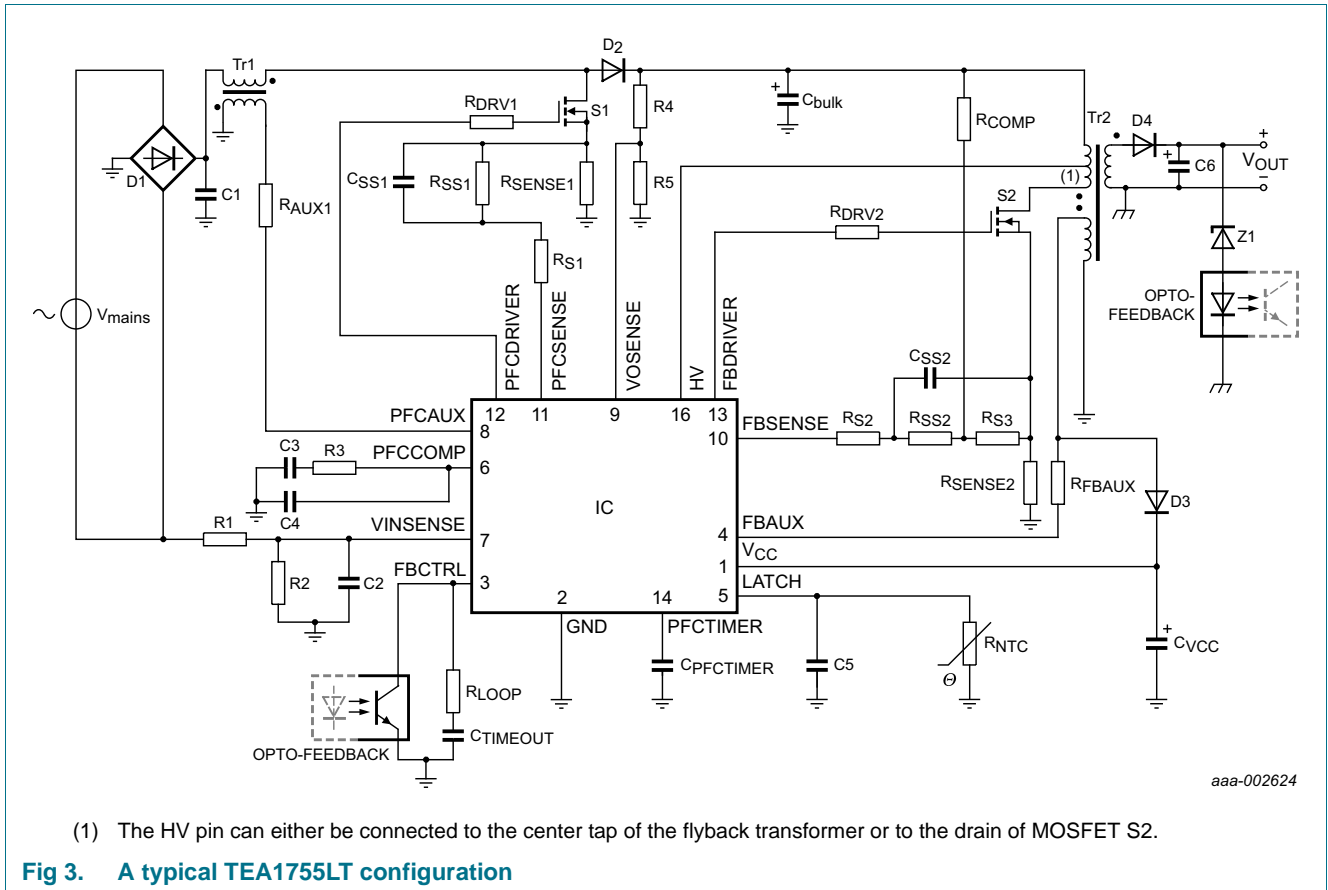 D2
Tr1
RDRV1
S1
R4
Cbulk
RCOMP
Tr2
D4
+
+
VOUT
−
C6
+
D1
C1
RAUX1
CSS1
RSS1
RSENSE1
R5
(1)
S2
RDRV2
Z1
RS1
OPTO-
FEEDBACK
Vmains
PFCDRIVER
PFCSENSE
VOSENSE
HV
FBDRIVER
CSS2
PFCAUX
12
11
9
16
13
8
FBSENSE
10
RS2
RSS2
RS3
PFCCOMP
6
C3
R3
C4
RSENSE2
RFBAUX
D3
IC
R1
VINSENSE
7
FBAUX
4
VCC
1
R2
C2
FBCTRL
3
LATCH
5
2
14
GND
PFCTIMER
RNTC
Θ
+
CVCC
CPFCTIMER
C5
RLOOP
CTIMEOUT
OPTO-FEEDBACK
aaa-002624
(1) The HV pin can either be connected to the center tap of the flyback transformer or to the drain of MOSFET S2.
Fig 3. A typical TEA1755LT configuration